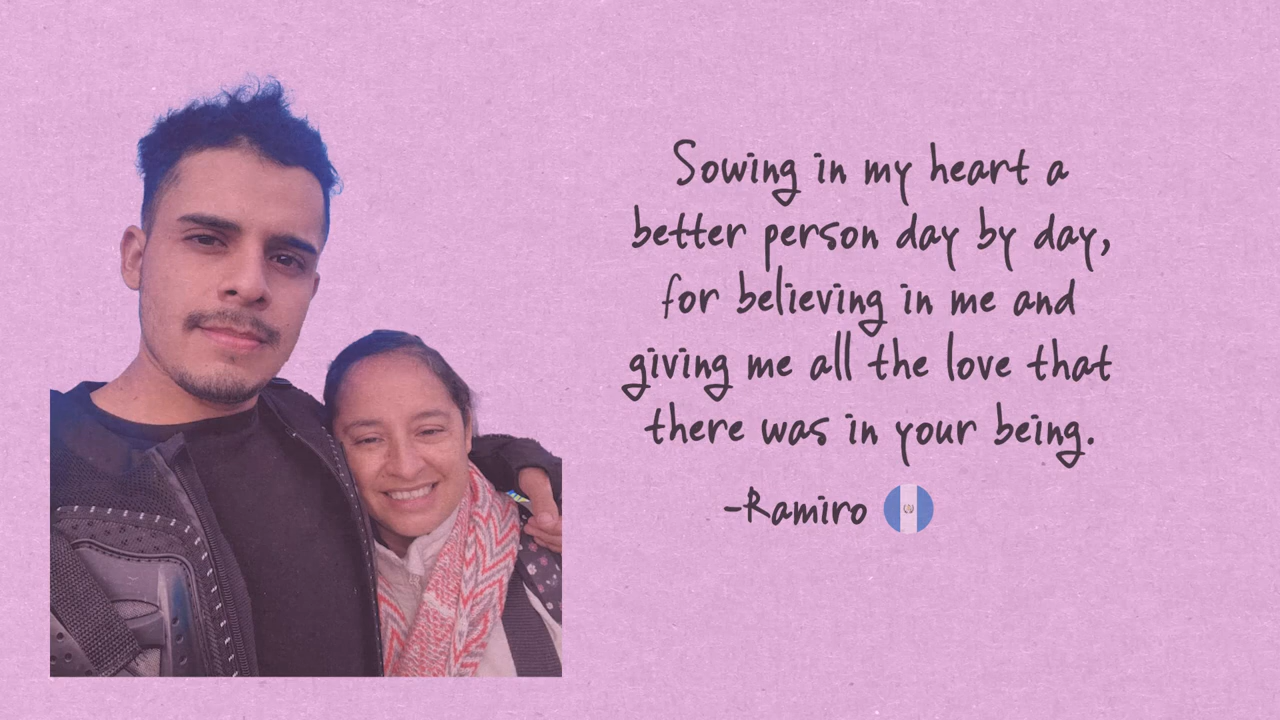 Sowing in my heart a
better person day by day,
for believing in me and
giving me all the love that
there was in your being.
-Ramiro